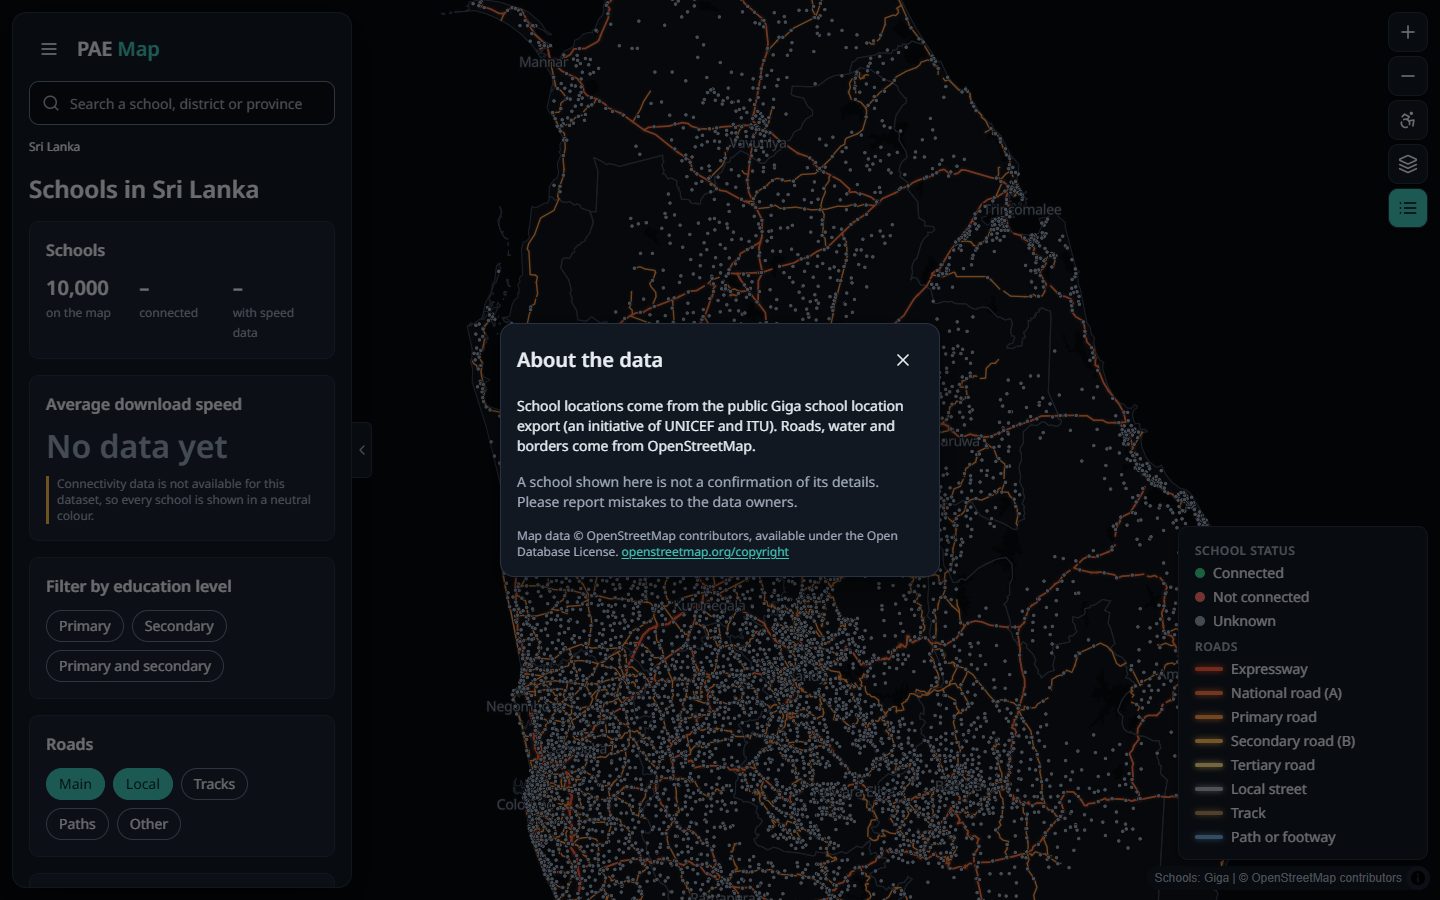 PAE Map
Search a school, district or province
Sri Lanka
Schools in Sri Lanka
Schools
10,000
on the map
–
connected
–
with speed
data
Average download speed
No data yet
Connectivity data is not available for this
dataset, so every school is shown in a neutral
colour.
Filter by education level
Primary
Secondary
Primary and secondary
Roads
Main
Local
Tracks
Paths
Other
Mannar
Vavuniya
Trincomalee
About the data
School locations come from the public Giga school location
export (an initiative of UNICEF and ITU). Roads, water and
borders come from OpenStreetMap.
A school shown here is not a confirmation of its details.
Please report mistakes to the data owners.
Map data © OpenStreetMap contributors, available under the Open
Database License. openstreetmap.org/copyright
Kurunegala
SCHOOL STATUS
Connected
Not connected
Unknown
ROADS
Expressway
National road (A)
Primary road
Secondary road (B)
Tertiary road
Local street
Track
Path or footway
Schools: Giga | © OpenStreetMap contributors